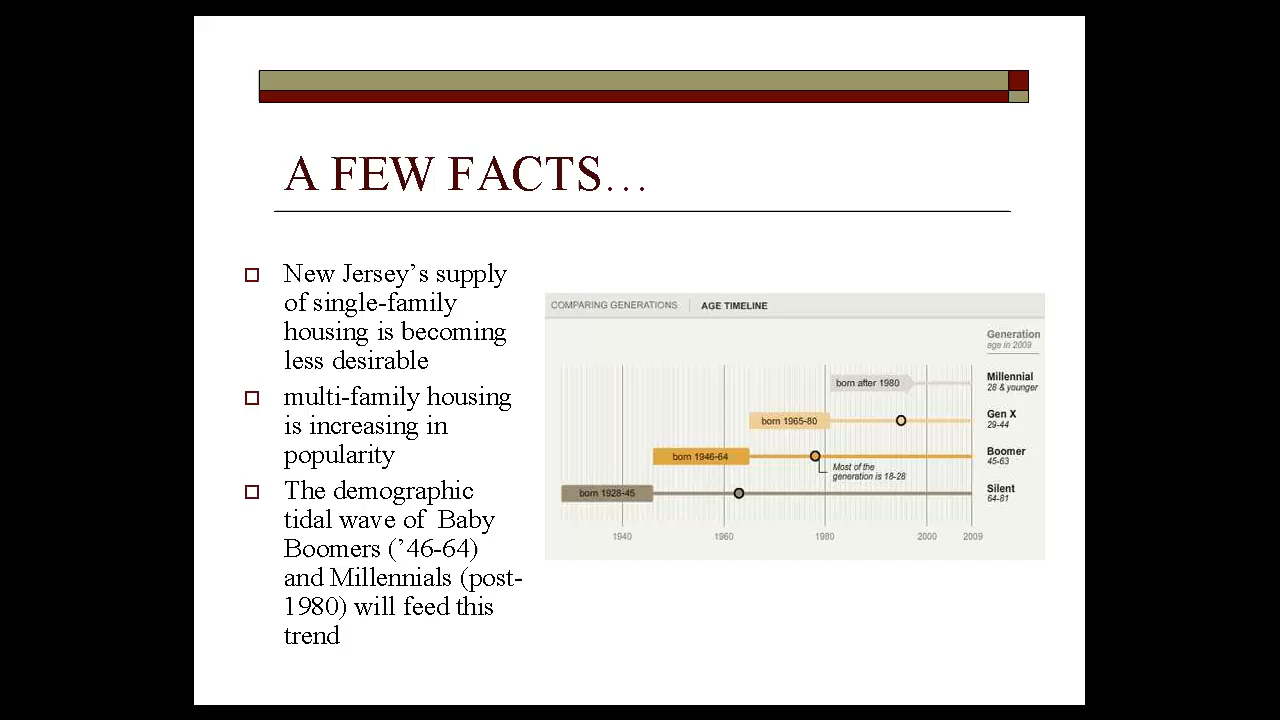 A FEW FACTS…
New Jersey’s supply
of single-family
housing is becoming
less desirable
multi-family housing
is increasing in
popularity
The demographic
tidal wave of Baby
Boomers (’46-64)
and Millennials (post-
1980) will feed this
trend
COMPARING GENERATIONS | AGE TIMELINE
Generation
age in 2009
born after 1980
Millennial
28 & younger
born 1965-80
Gen X
29-44
born 1946-64
Boomer
45-63
Most of the
generation is 18-28
born 1928-45
Silent
64-81
1940 1960 1980 2000 2009